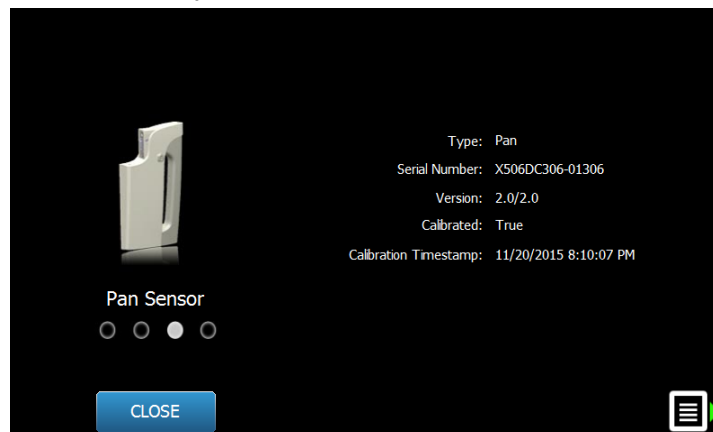 Type: Pan
Serial Number: X506DC306-01306
Version: 2.0/2.0
Calibrated: True
Calibration Timestamp: 11/20/2015 8:10:07 PM
Pan Sensor
CLOSE